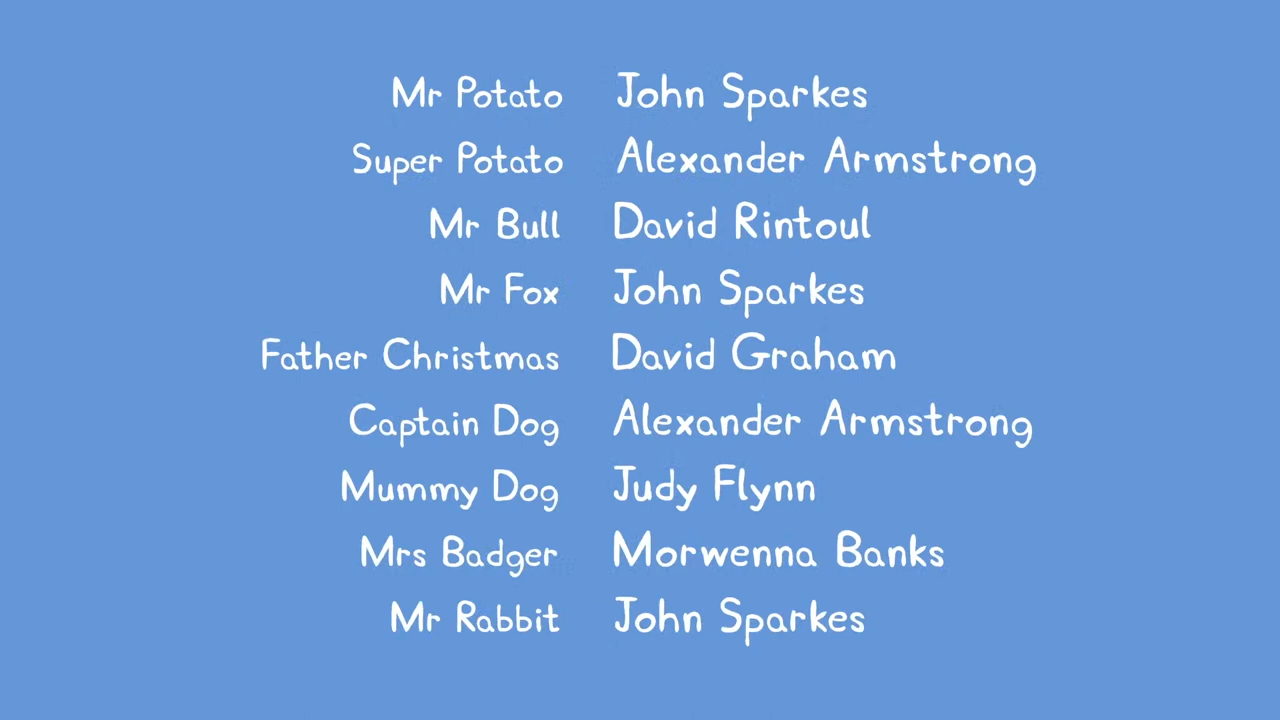 Mr Potato John Sparkes
Super Potato Alexander Armstrong
Mr Bull David Rintoul
Mr Fox John Sparkes
Father Christmas David Graham
Captain Dog Alexander Armstrong
Mummy Dog Judy Flynn
Mrs Badger Morwenna Banks
Mr Rabbit John Sparkes